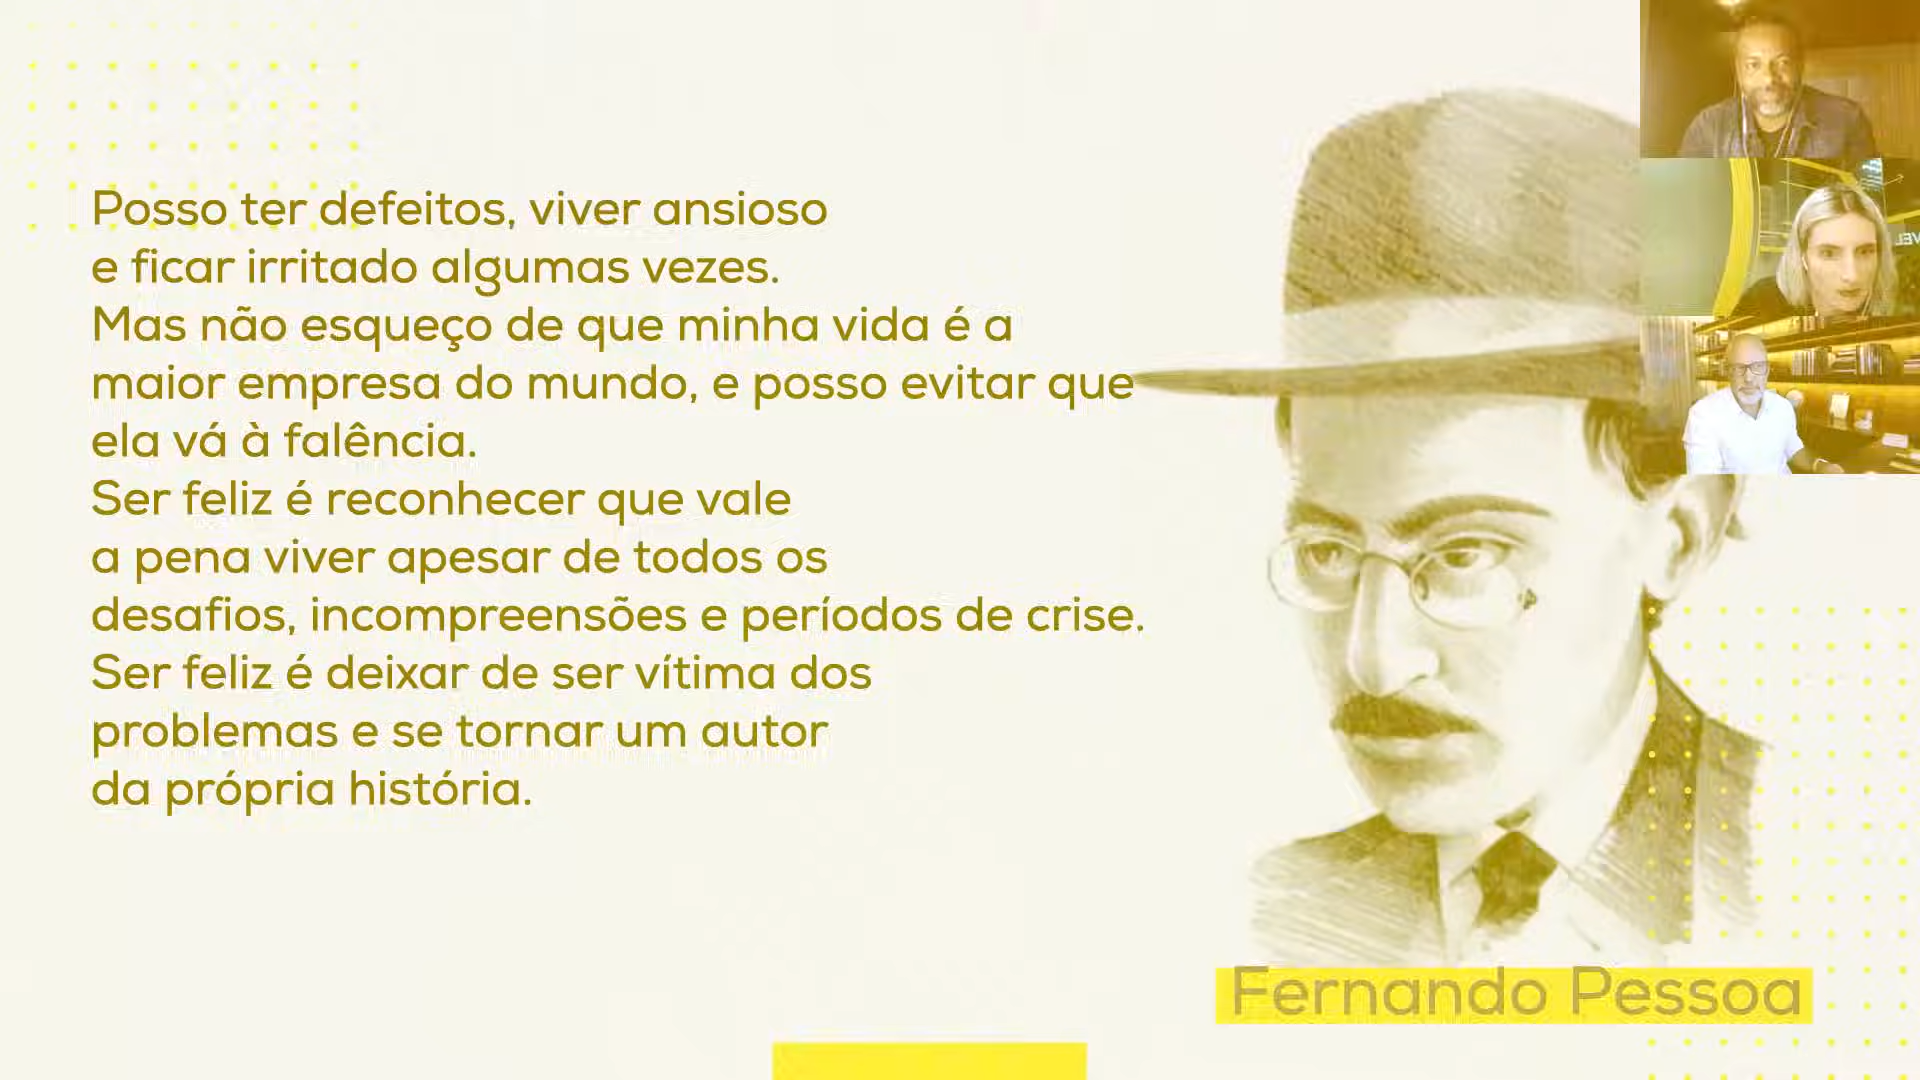 Posso ter defeitos, viver ansioso
e ficar irritado algumas vezes.
Mas não esqueço de que minha vida é a
maior empresa do mundo, e posso evitar que
ela vá à falência.
Ser feliz é reconhecer que vale
a pena viver apesar de todos os
desafios, incompreensões e períodos de crise.
Ser feliz é deixar de ser vítima dos
problemas e se tornar um autor
da própria história.
Fernando Pessoa